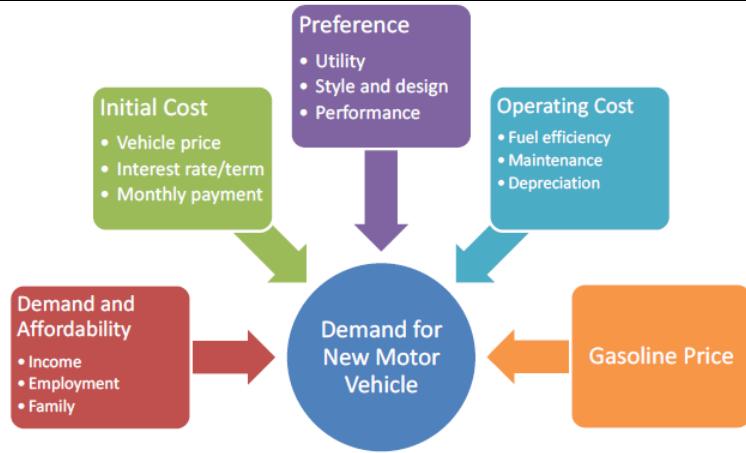 Preference
• Utility
• Style and design
• Performance
Initial Cost
• Vehicle price
• Interest rate/term
• Monthly payment
Operating Cost
• Fuel efficiency
• Maintenance
• Depreciation
Demand and
Affordability
• Income
• Employment
• Family
Demand for
New Motor
Vehicle
Gasoline Price